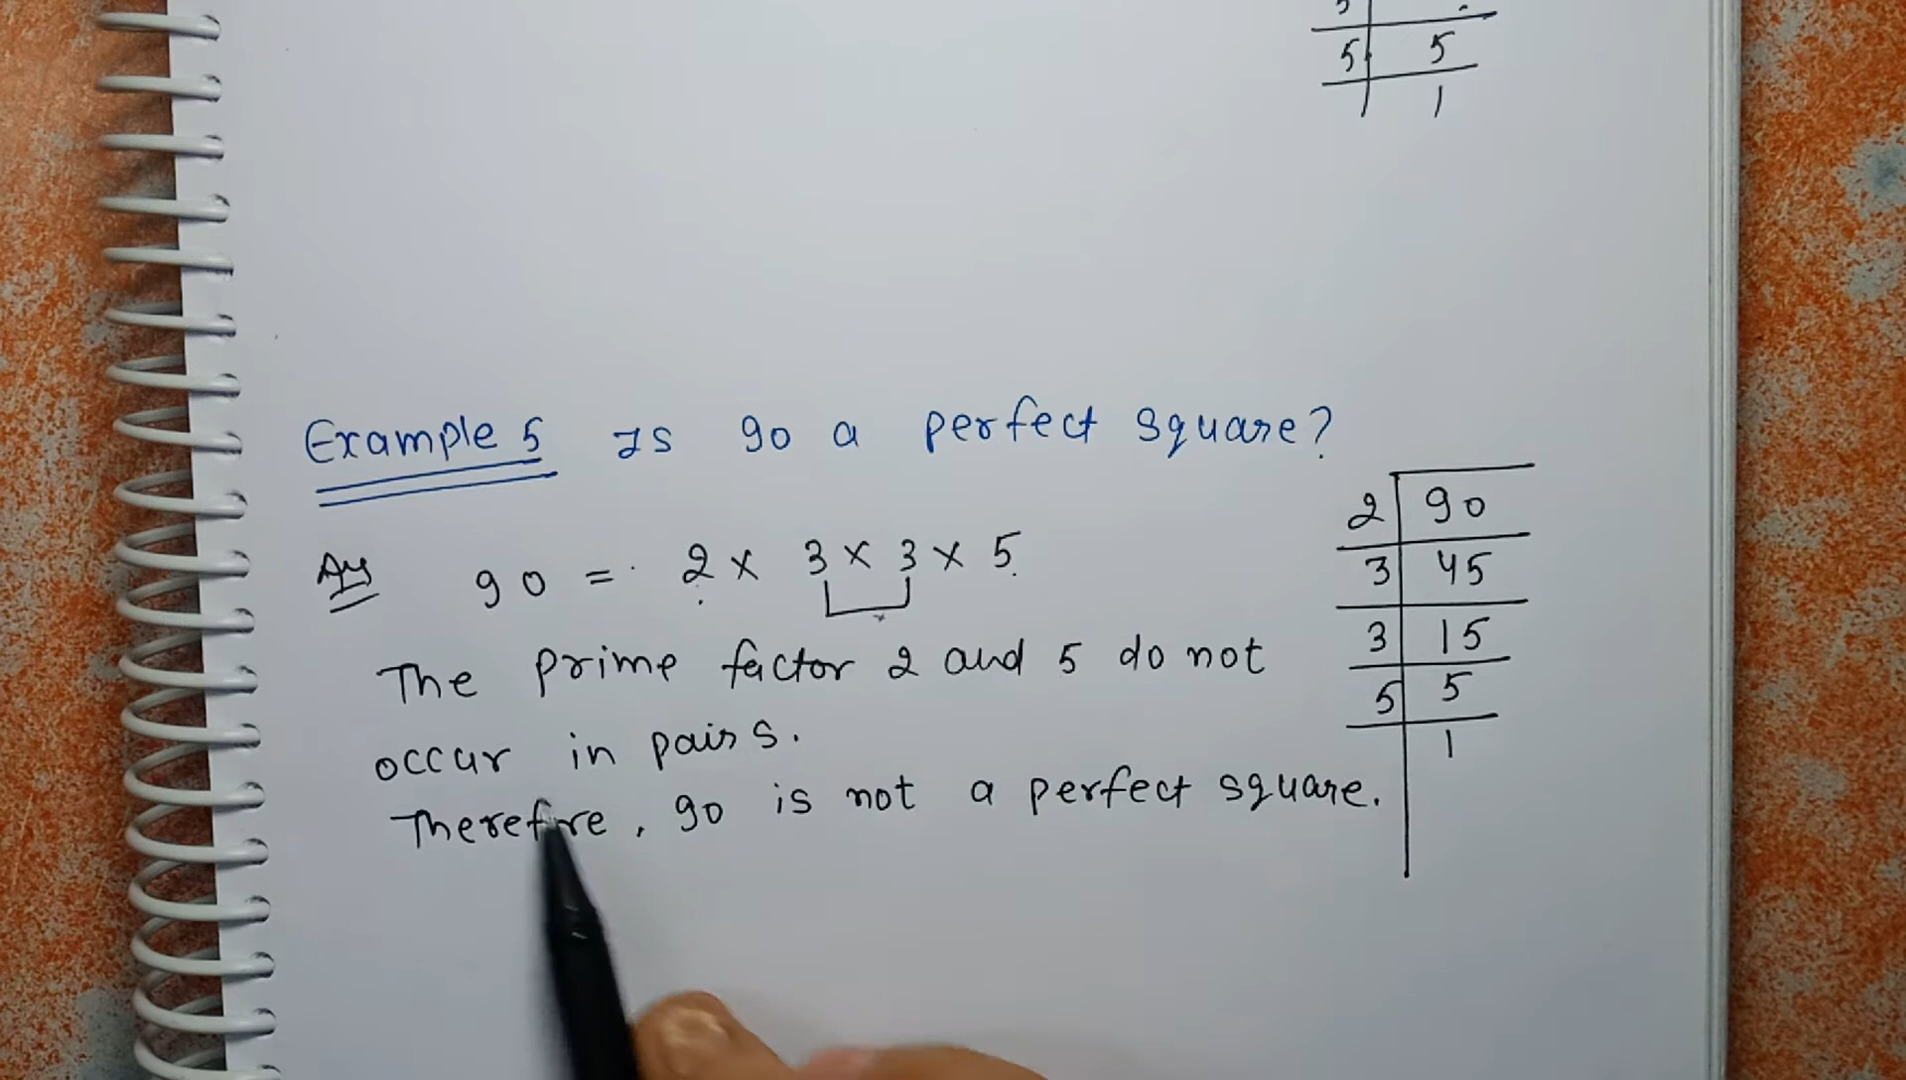 5 5
1
Example 5 Is 90 a perfect square?
Ans 90 = 2 × 3 × 3 × 5
The prime factor 2 and 5 do not
occur in pairs.
Therefore, 90 is not a perfect square.
2 90
3 45
3 15
5 5
1